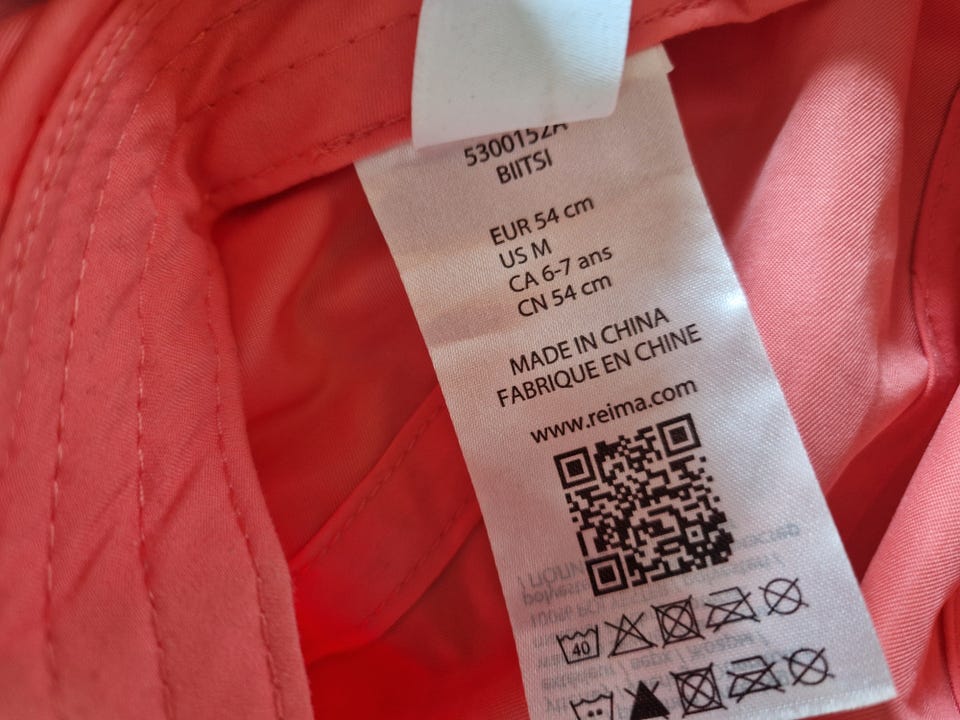 5300152A
BIITSI
EUR 54 cm
US M
CA 6-7 ans
CN 54 cm
MADE IN CHINA
FABRIQUE EN CHINE
www.reima.com
40